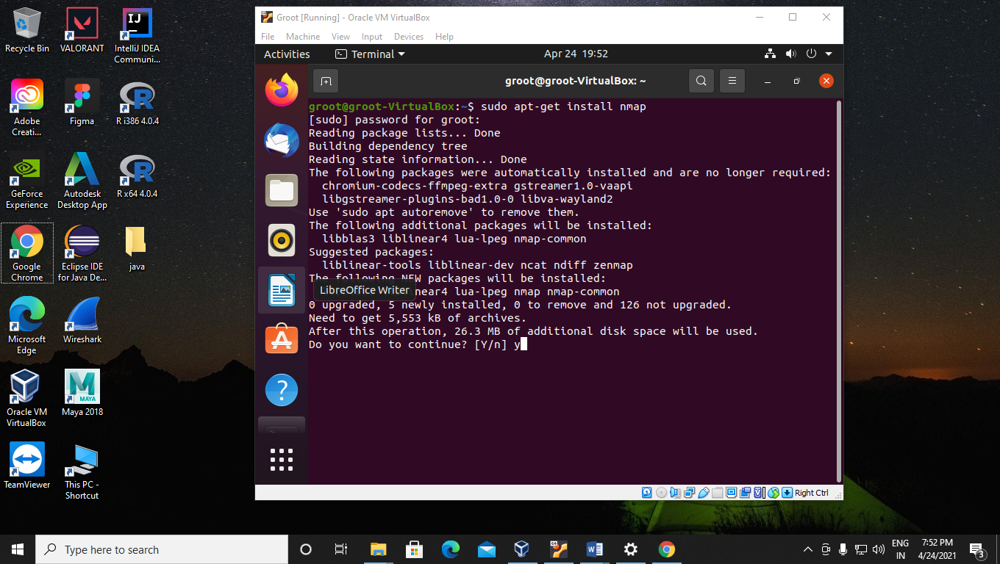 Recycle Bin
VALORANT
IntelliJ IDEA
Communi...
Adobe
Creati...
Figma
R i386 4.0.4
GeForce
Experience
Autodesk
Desktop App
R x64 4.0.4
Google
Chrome
Eclipse IDE
for Java De...
java
Microsoft
Edge
Wireshark
Oracle VM
VirtualBox
Maya 2018
TeamViewer
This PC -
Shortcut
Groot [Running] - Oracle VM VirtualBox
File Machine View Input Devices Help
Activities Terminal Apr 24 19:52
groot@groot-VirtualBox: ~
groot@groot-VirtualBox:~$ sudo apt-get install nmap
[sudo] password for groot:
Reading package lists... Done
Building dependency tree
Reading state information... Done
The following packages were automatically installed and are no longer required:
chromium-codecs-ffmpeg-extra gstreamer1.0-vaapi
libgstreamer-plugins-bad1.0-0 libva-wayland2
Use 'sudo apt autoremove' to remove them.
The following additional packages will be installed:
libblas3 liblinear4 lua-lpeg nmap-common
Suggested packages:
liblinear-tools liblinear-dev ncat ndiff zenmap
The following NEW packages will be installed:
LibreOffice Writer
near4 lua-lpeg nmap nmap-common
0 upgraded, 5 newly installed, 0 to remove and 126 not upgraded.
Need to get 5,553 kB of archives.
After this operation, 26.3 MB of additional disk space will be used.
Do you want to continue? [Y/n] y
Right Ctrl
Type here to search
ENG
IN
7:52 PM
4/24/2021
3